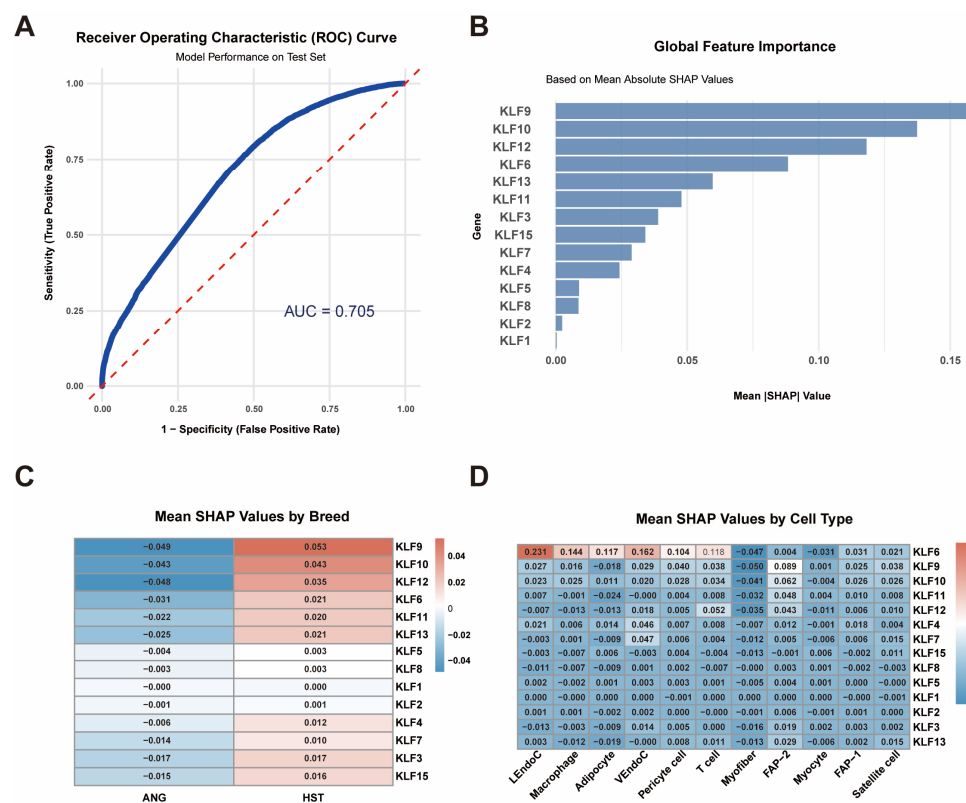 A
Receiver Operating Characteristic (ROC) Curve
Model Performance on Test Set
Sensitivity (True Positive Rate)
1.00
0.75
0.50
0.25
0.00
AUC = 0.705
0.00 0.25 0.50 0.75 1.00
1 − Specificity (False Positive Rate)
B
Global Feature Importance
Based on Mean Absolute SHAP Values
Gene
KLF9
KLF10
KLF12
KLF6
KLF13
KLF11
KLF3
KLF15
KLF7
KLF4
KLF5
KLF8
KLF2
KLF1
0.00 0.05 0.10 0.15
Mean |SHAP| Value
C
Mean SHAP Values by Breed
−0.049 0.053 KLF9
−0.043 0.043 KLF10
−0.048 0.035 KLF12
−0.031 0.021 KLF6
−0.022 0.020 KLF11
−0.025 0.021 KLF13
−0.004 0.003 KLF5
−0.003 0.003 KLF8
−0.000 0.000 KLF1
−0.001 0.001 KLF2
−0.006 0.012 KLF4
−0.014 0.010 KLF7
−0.017 0.017 KLF3
−0.015 0.016 KLF15
ANG HST
0.04
0.02
0
−0.02
−0.04
D
Mean SHAP Values by Cell Type
0.231 0.144 0.117 0.162 0.104 0.118 −0.047 0.004 −0.031 0.031 0.021 KLF6
0.027 0.016 −0.018 0.029 0.040 0.038 −0.050 0.089 0.001 0.025 0.038 KLF9
0.023 0.025 0.011 0.020 0.028 0.034 −0.041 0.062 −0.004 0.026 0.026 KLF10
0.007 −0.001 −0.024 −0.000 0.004 0.008 −0.032 0.048 0.004 0.010 0.008 KLF11
−0.007 −0.013 −0.013 0.018 0.005 0.052 −0.035 0.043 −0.011 0.006 0.010 KLF12
0.021 0.006 0.014 0.046 0.007 0.008 −0.007 0.012 −0.001 0.018 0.004 KLF4
−0.003 0.001 −0.009 0.047 0.006 0.004 −0.012 0.005 −0.006 0.006 0.015 KLF7
−0.003 −0.007 0.006 −0.003 0.004 −0.004 −0.013 −0.001 0.006 −0.002 0.011 KLF15
−0.011 −0.007 −0.009 0.001 0.002 −0.007 −0.000 0.003 0.001 −0.002 −0.003 KLF8
0.002 −0.002 0.001 0.003 0.003 0.001 −0.005 0.004 0.001 0.000 −0.000 KLF5
0.000 −0.000 0.000 0.000 −0.001 0.000 −0.000 0.000 −0.000 0.000 0.000 KLF1
0.001 0.001 −0.002 0.002 0.000 −0.000 −0.001 0.006 −0.001 0.001 0.000 KLF2
−0.013 −0.003 −0.009 0.014 0.005 0.000 −0.016 0.019 0.002 0.003 0.002 KLF3
0.003 −0.012 −0.019 −0.000 0.008 0.011 −0.013 0.029 −0.006 0.002 0.015 KLF13
LEndoC Macrophage Adipocyte VEndoC Pericyte cell T cell Myofiber FAP−2 Myocyte FAP−1 Satellite cell